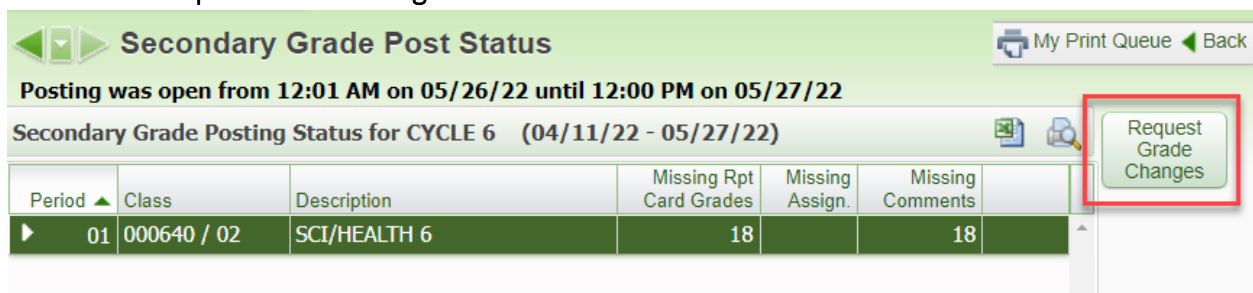 Secondary Grade Post Status
My Print Queue Back
Posting was open from 12:01 AM on 05/26/22 until 12:00 PM on 05/27/22
Secondary Grade Posting Status for CYCLE 6 (04/11/22 - 05/27/22)
Request
Grade
Changes
Period Class Description Missing Rpt Card Grades Missing Assign. Missing Comments
01 000640 / 02 SCI/HEALTH 6 18 18